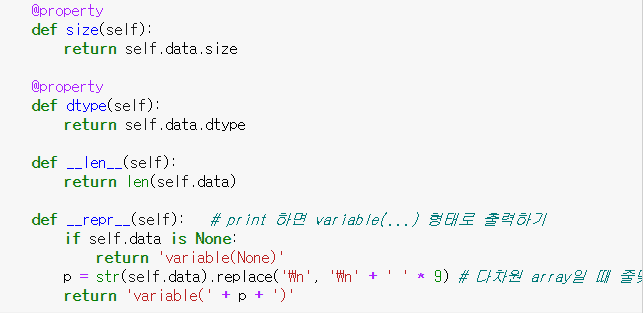 @property
def size(self):
    return self.data.size

@property
def dtype(self):
    return self.data.dtype

def __len__(self):
    return len(self.data)

def __repr__(self):   # print 하면 variable(...) 형태로 출력하기
    if self.data is None:
        return 'variable(None)'
    p = str(self.data).replace('₩n', '₩n' + ' ' * 9) # 다차원 array일 때
    return 'variable(' + p + ')'